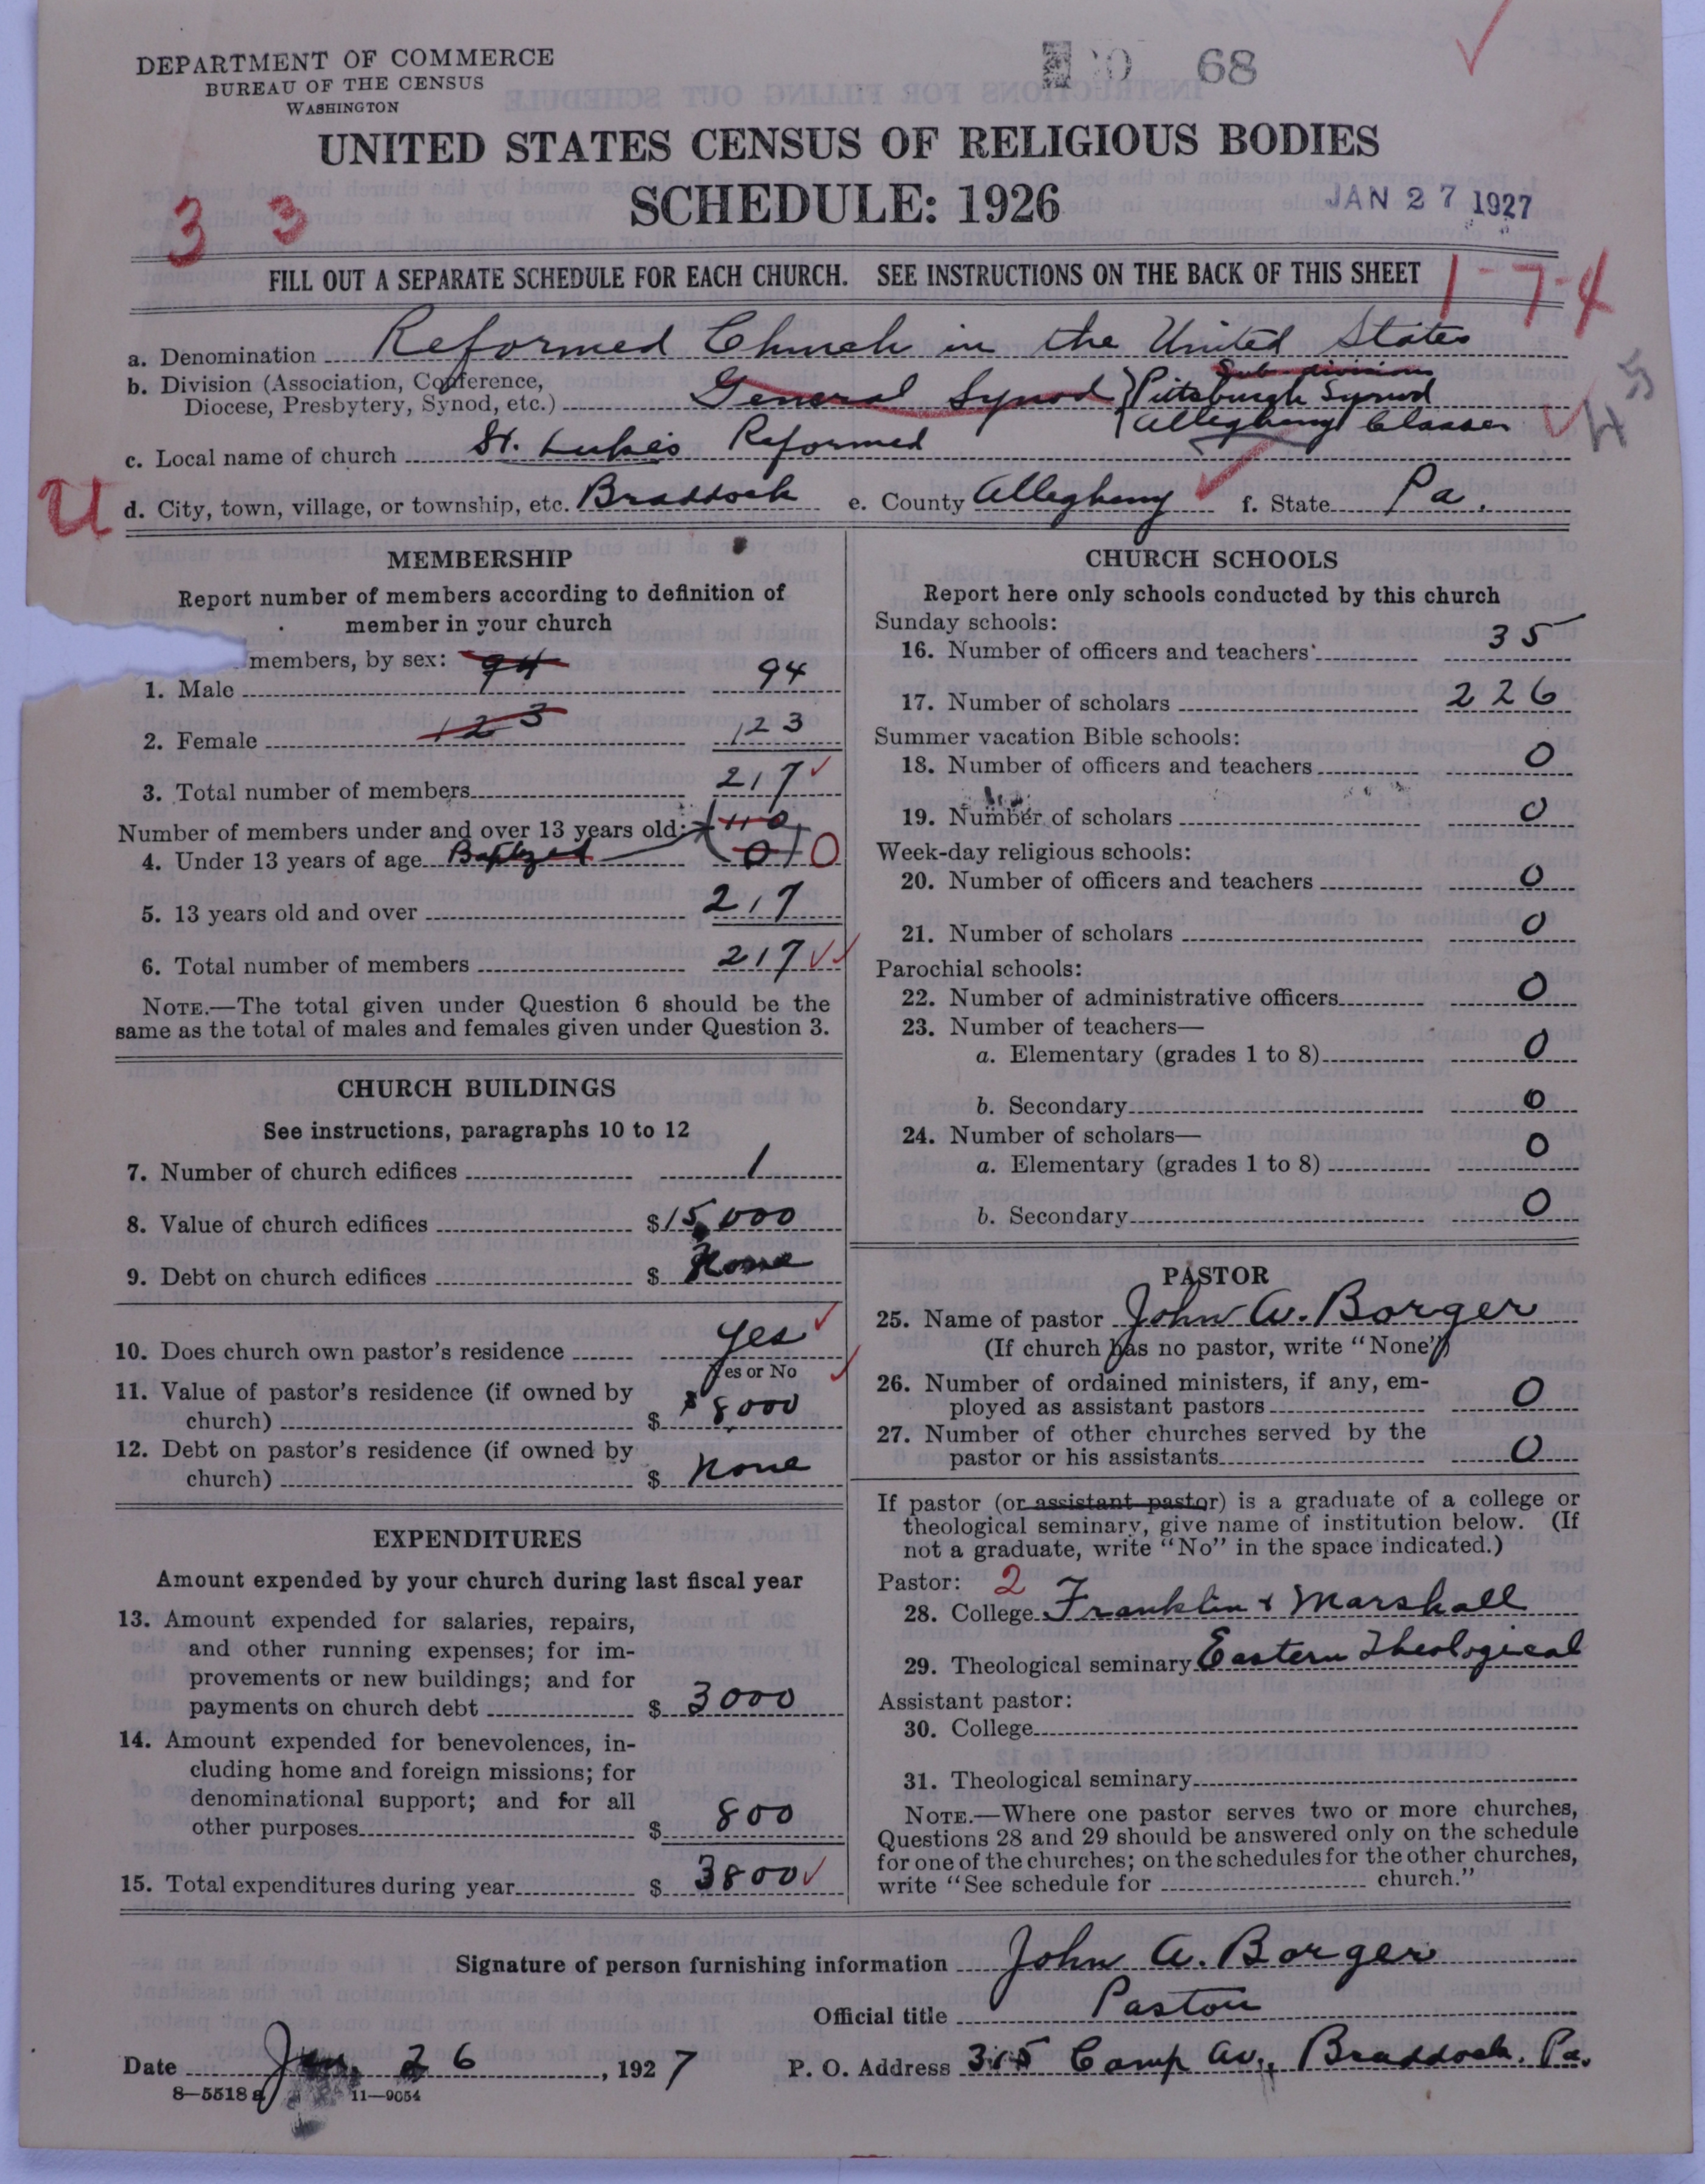 DEPARTMENT OF COMMERCE
BUREAU OF THE CENSUS
WASHINGTON
68
UNITED STATES CENSUS OF RELIGIOUS BODIES
SCHEDULE: 1926
JAN 27 1927
3 3
FILL OUT A SEPARATE SCHEDULE FOR EACH CHURCH. SEE INSTRUCTIONS ON THE BACK OF THIS SHEET
1-7-4
a. Denomination Reformed Church in the United States
b. Division (Association, Conference, Diocese, Presbytery, Synod, etc.) General Synod } Sub-division
Pittsburgh Synod
Allegheny Classis
45
c. Local name of church St. Luke's Reformed
U
d. City, town, village, or township, etc. Braddock e. County Allegheny f. State Pa.
MEMBERSHIP
Report number of members according to definition of
member in your church
members, by sex: 94
1. Male 94
2. Female 123 123
3. Total number of members 217
Number of members under and over 13 years old: 110
4. Under 13 years of age Baptized 0 0
5. 13 years old and over 217
6. Total number of members 217
NOTE.—The total given under Question 6 should be the
same as the total of males and females given under Question 3.
CHURCH BUILDINGS
See instructions, paragraphs 10 to 12
7. Number of church edifices 1
8. Value of church edifices $15,000
9. Debt on church edifices $ None
10. Does church own pastor's residence Yes
Yes or No
11. Value of pastor's residence (if owned by
church) $ $8,000
12. Debt on pastor's residence (if owned by
church) $ None
EXPENDITURES
Amount expended by your church during last fiscal year
13. Amount expended for salaries, repairs,
and other running expenses; for im-
provements or new buildings; and for
payments on church debt $ 3000
14. Amount expended for benevolences, in-
cluding home and foreign missions; for
denominational support; and for all
other purposes $ 800
15. Total expenditures during year $ 3800
CHURCH SCHOOLS
Report here only schools conducted by this church
Sunday schools:
16. Number of officers and teachers 35
17. Number of scholars 226
Summer vacation Bible schools:
18. Number of officers and teachers 0
19. Number of scholars 0
Week-day religious schools:
20. Number of officers and teachers 0
21. Number of scholars 0
Parochial schools:
22. Number of administrative officers 0
23. Number of teachers—
a. Elementary (grades 1 to 8) 0
b. Secondary 0
24. Number of scholars—
a. Elementary (grades 1 to 8) 0
b. Secondary 0
PASTOR
25. Name of pastor John A. Borger
(If church has no pastor, write "None")
26. Number of ordained ministers, if any, em-
ployed as assistant pastors 0
27. Number of other churches served by the
pastor or his assistants 0
If pastor (or assistant pastor) is a graduate of a college or
theological seminary, give name of institution below. (If
not a graduate, write "No" in the space indicated.)
Pastor: 2
28. College Franklin & Marshall
29. Theological seminary Eastern Theological
Assistant pastor:
30. College
31. Theological seminary
NOTE.—Where one pastor serves two or more churches,
Questions 28 and 29 should be answered only on the schedule
for one of the churches; on the schedules for the other churches,
write "See schedule for church."
Signature of person furnishing information John A. Borger
Official title Pastor
Date Jan. 26, 1927 P. O. Address 315 Camp Av., Braddock, Pa.
8—5518a 11—9054